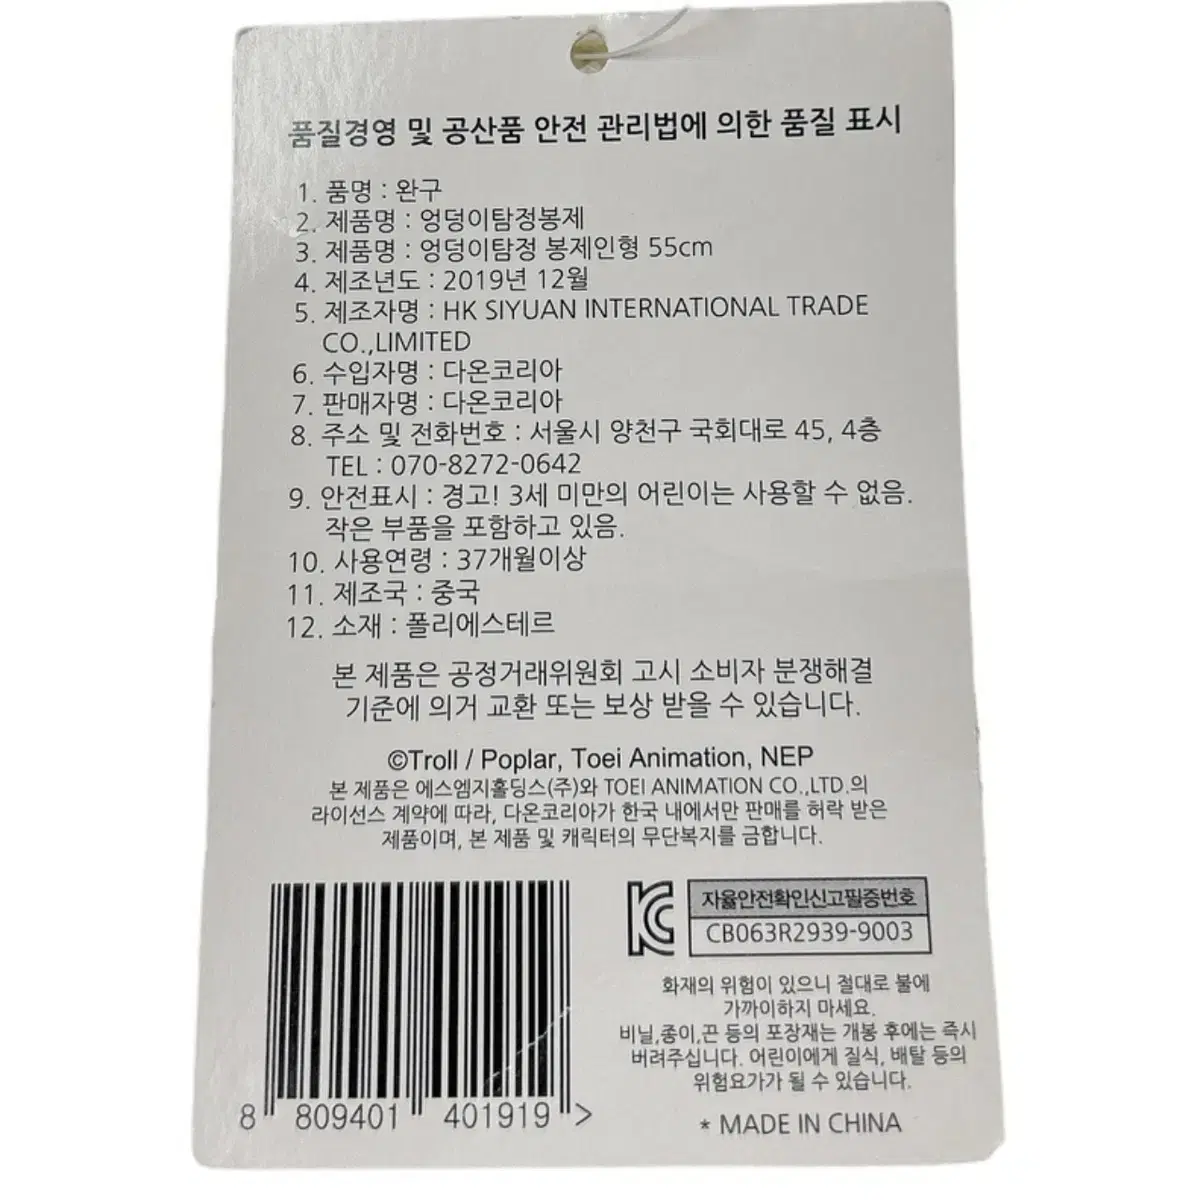 품질경영 및 공산품 안전 관리법에 의한 품질 표시
1. 품명 : 완구
2. 제품명 : 엉덩이탐정봉제
3. 제품명 : 엉덩이탐정 봉제인형 55cm
4. 제조년도 : 2019년 12월
5. 제조자명 : HK SIYUAN INTERNATIONAL TRADE
CO.,LIMITED
6. 수입자명 : 다온코리아
7. 판매자명 : 다온코리아
8. 주소 및 전화번호 : 서울시 양천구 국회대로 45, 4층
TEL : 070-8272-0642
9. 안전표시 : 경고! 3세 미만의 어린이는 사용할 수 없음.
작은 부품을 포함하고 있음.
10. 사용연령 : 37개월이상
11. 제조국 : 중국
12. 소재 : 폴리에스테르
본 제품은 공정거래위원회 고시 소비자 분쟁해결
기준에 의거 교환 또는 보상 받을 수 있습니다.
©Troll / Poplar, Toei Animation, NEP
본 제품은 에스엠지홀딩스(주)와 TOEI ANIMATION CO.,LTD.의
라이선스 계약에 따라, 다온코리아가 한국 내에서만 판매를 허락 받은
제품이며, 본 제품 및 캐릭터의 무단복지를 금합니다.
자율안전확인신고필증번호
CB063R2939-9003
화재의 위험이 있으니 절대로 불에
가까이하지 마세요.
비닐,종이,끈 등의 포장재는 개봉 후에는 즉시
버려주십니다. 어린이에게 질식, 배탈 등의
위험요가가 될 수 있습니다.
* MADE IN CHINA
8 809401 401919 >